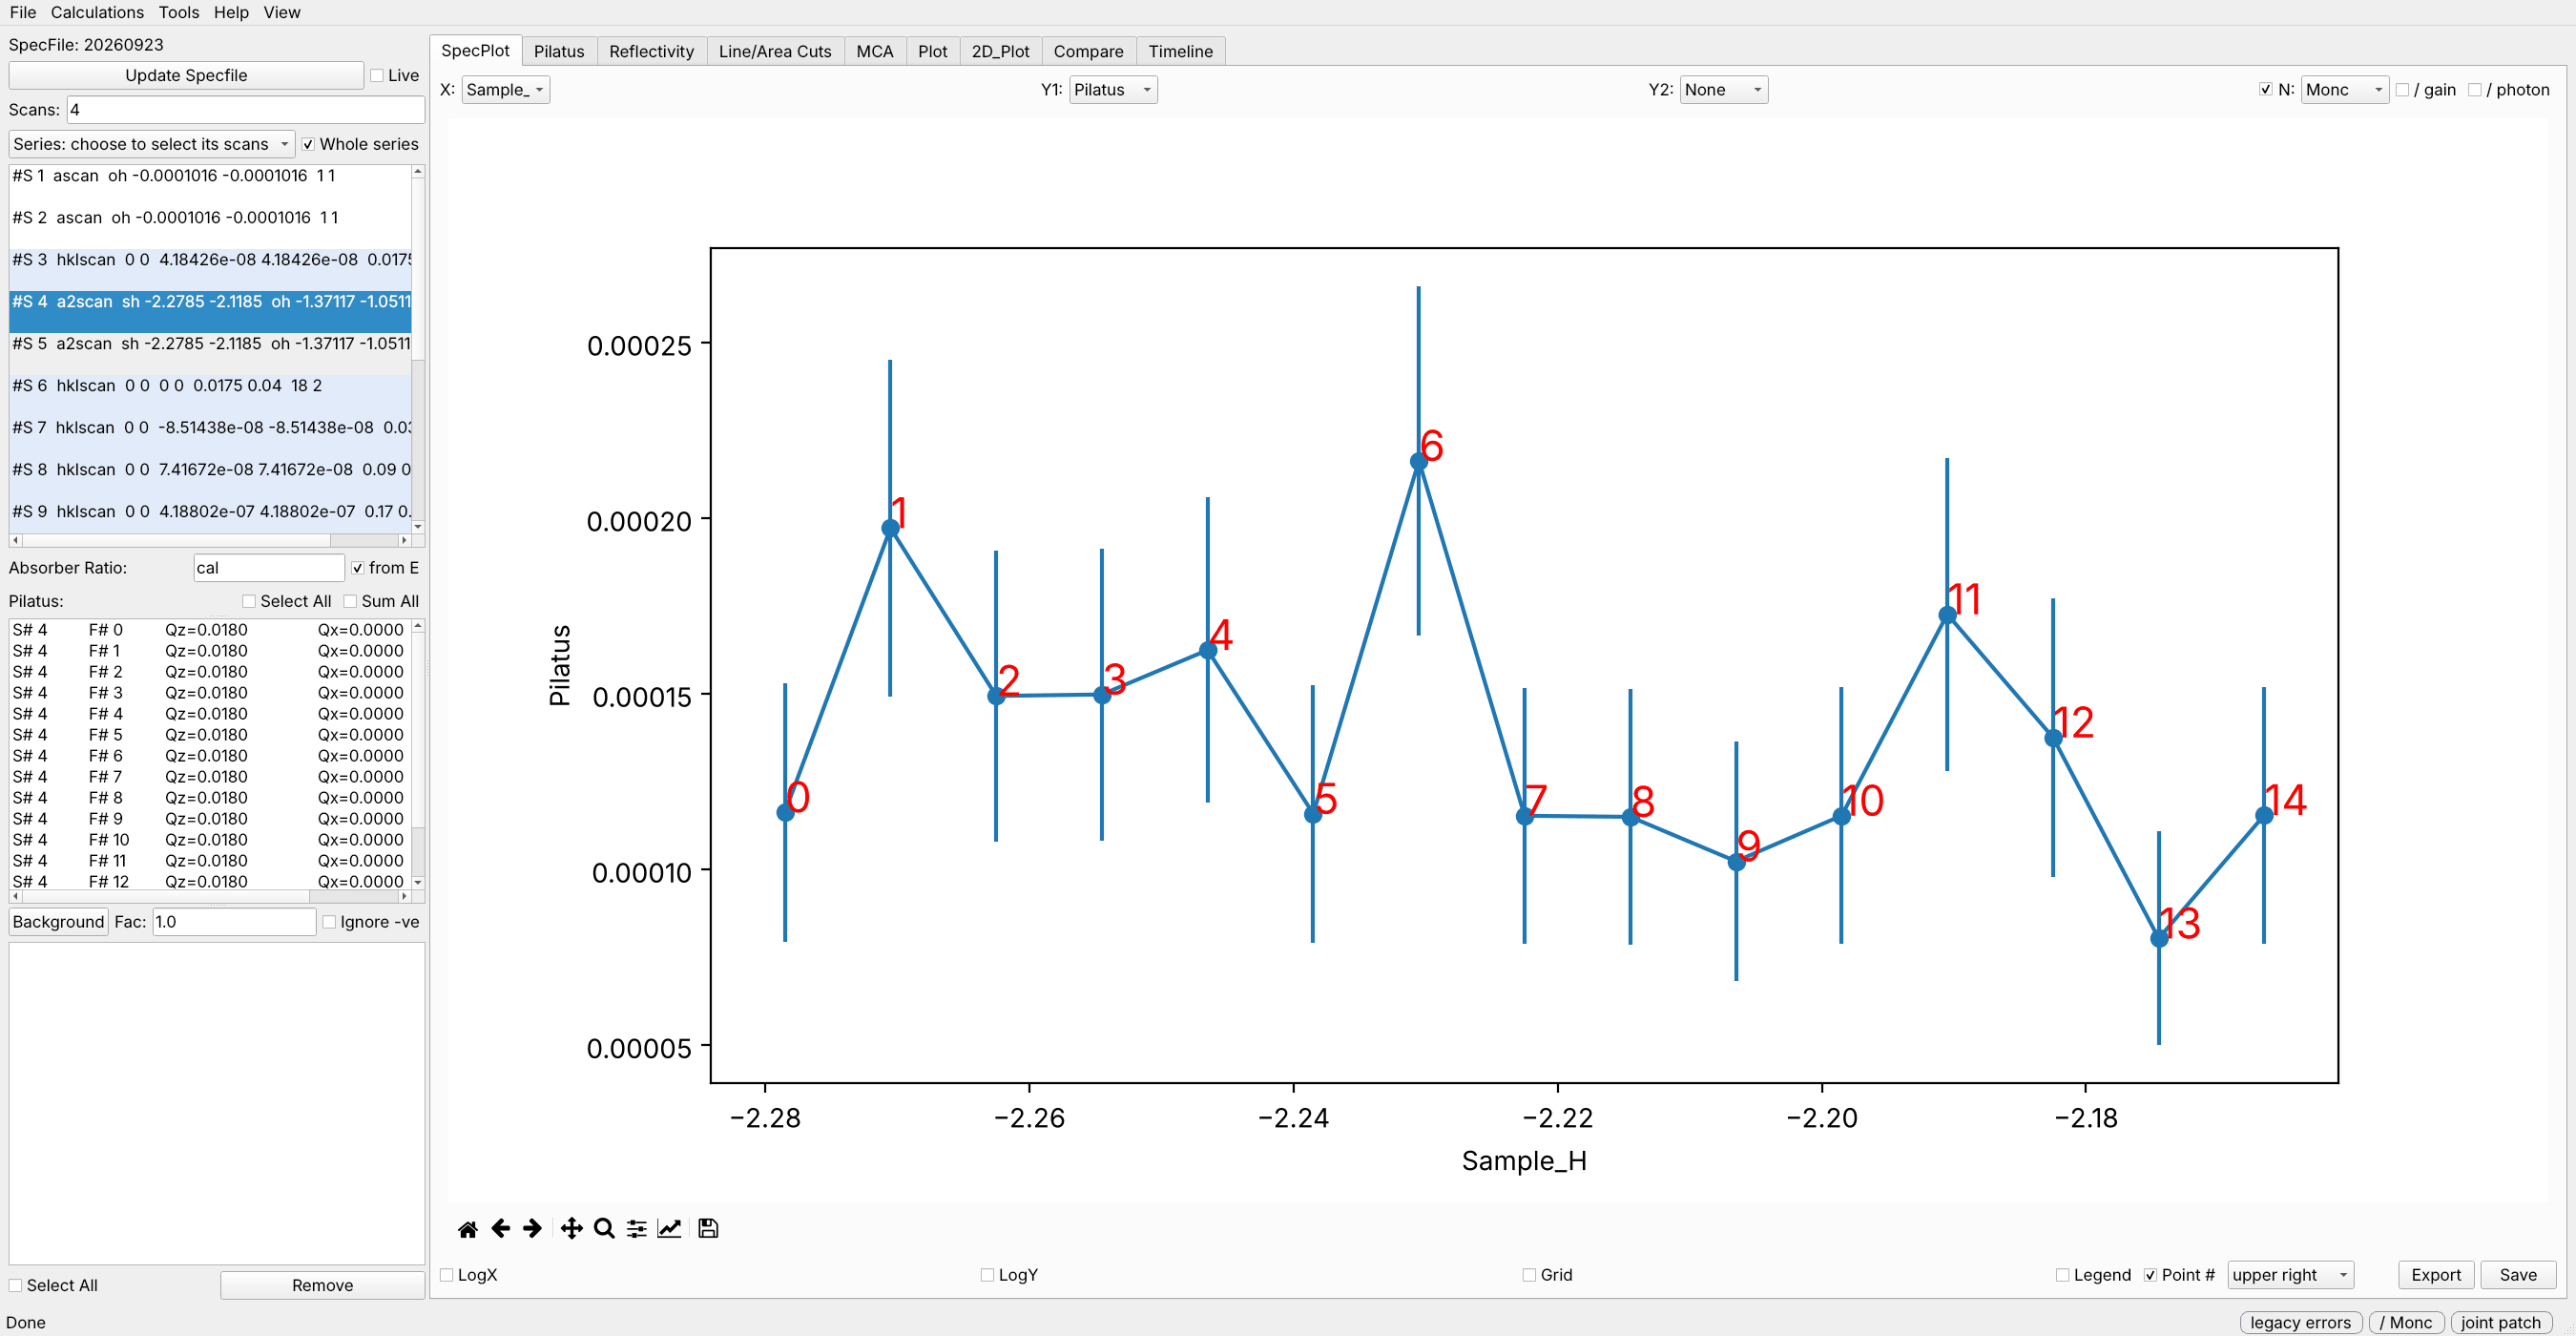 File Calculations Tools Help View
SpecFile: 20260923
Update Specfile Live
Scans: 4
Series: choose to select its scans Whole series
#S 1 ascan oh -0.0001016 -0.0001016 1 1
#S 2 ascan oh -0.0001016 -0.0001016 1 1
#S 3 hklscan 0 0 4.18426e-08 4.18426e-08 0.0175
#S 4 a2scan sh -2.2785 -2.1185 oh -1.37117 -1.0511
#S 5 a2scan sh -2.2785 -2.1185 oh -1.37117 -1.0511
#S 6 hklscan 0 0 0 0 0.0175 0.04 18 2
#S 7 hklscan 0 0 -8.51438e-08 -8.51438e-08 0.03
#S 8 hklscan 0 0 7.41672e-08 7.41672e-08 0.09 0
#S 9 hklscan 0 0 4.18802e-07 4.18802e-07 0.17 0.
Absorber Ratio: cal from E
Pilatus: Select All Sum All
S# 4 F# 0 Qz=0.0180 Qx=0.0000
S# 4 F# 1 Qz=0.0180 Qx=0.0000
S# 4 F# 2 Qz=0.0180 Qx=0.0000
S# 4 F# 3 Qz=0.0180 Qx=0.0000
S# 4 F# 4 Qz=0.0180 Qx=0.0000
S# 4 F# 5 Qz=0.0180 Qx=0.0000
S# 4 F# 6 Qz=0.0180 Qx=0.0000
S# 4 F# 7 Qz=0.0180 Qx=0.0000
S# 4 F# 8 Qz=0.0180 Qx=0.0000
S# 4 F# 9 Qz=0.0180 Qx=0.0000
S# 4 F# 10 Qz=0.0180 Qx=0.0000
S# 4 F# 11 Qz=0.0180 Qx=0.0000
S# 4 F# 12 Qz=0.0180 Qx=0.0000
Background Fac: 1.0 Ignore -ve
Select All Remove
SpecPlot Pilatus Reflectivity Line/Area Cuts MCA Plot 2D_Plot Compare Timeline
X: Sample_ Y1: Pilatus Y2: None N: Monc / gain / photon
Pilatus
0.00025
0.00020
0.00015
0.00010
0.00005
0
1
2
3
4
5
6
7
8
9
10
11
12
13
14
−2.28 −2.26 −2.24 −2.22 −2.20 −2.18
Sample_H
LogX LogY Grid Legend Point # upper right Export Save
Done legacy errors / Monc joint patch